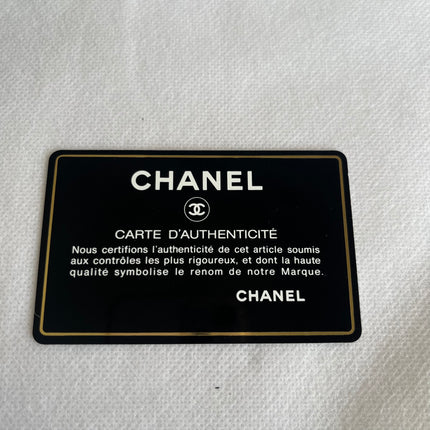 CHANEL
CARTE D'AUTHENTICITÉ
Nous certifions l'authenticité de cet article soumis
aux contrôles les plus rigoureux, et dont la haute
qualité symbolise le renom de notre Marque.
CHANEL